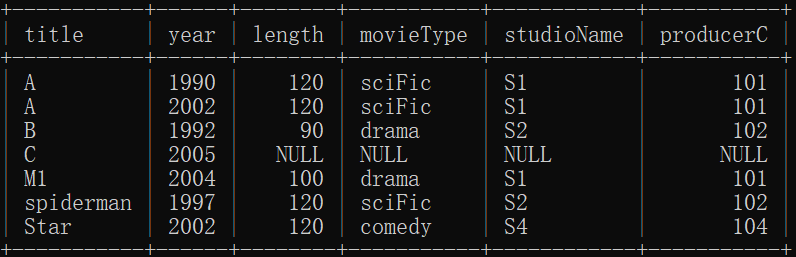 title year length movieType studioName producerC
A 1990 120 sciFic S1 101
A 2002 120 sciFic S1 101
B 1992 90 drama S2 102
C 2005 NULL NULL NULL NULL
M1 2004 100 drama S1 101
spiderman 1997 120 sciFic S2 102
Star 2002 120 comedy S4 104